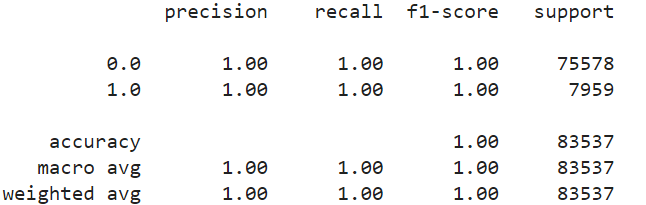 precision recall f1-score support
0.0 1.00 1.00 1.00 75578
1.0 1.00 1.00 1.00 7959
accuracy 1.00 83537
macro avg 1.00 1.00 1.00 83537
weighted avg 1.00 1.00 1.00 83537